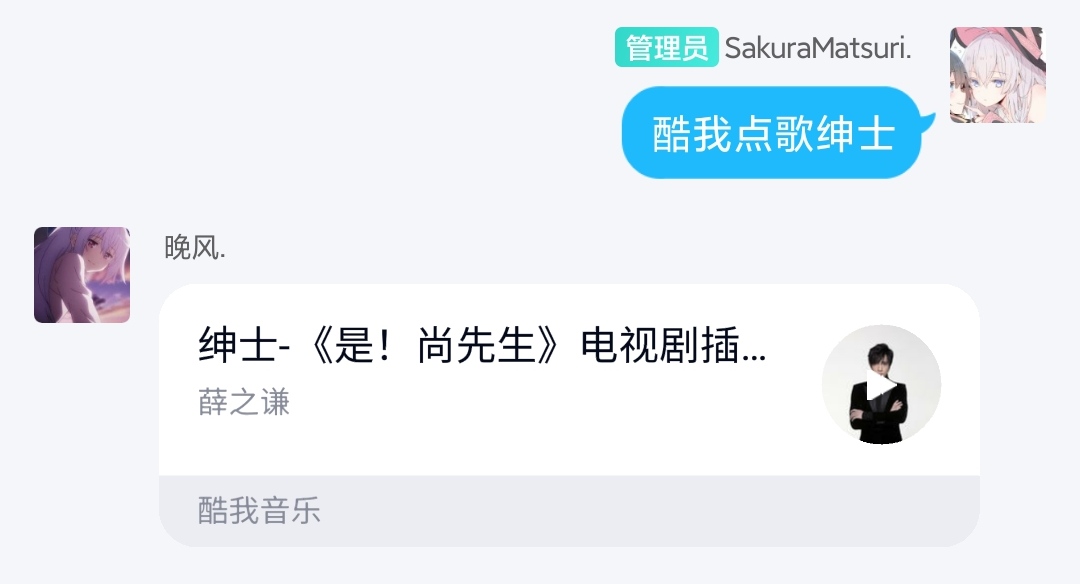 管理员 SakuraMatsuri.
酷我点歌绅士
晚风.
绅士-《是！尚先生》电视剧插...
薛之谦
酷我音乐